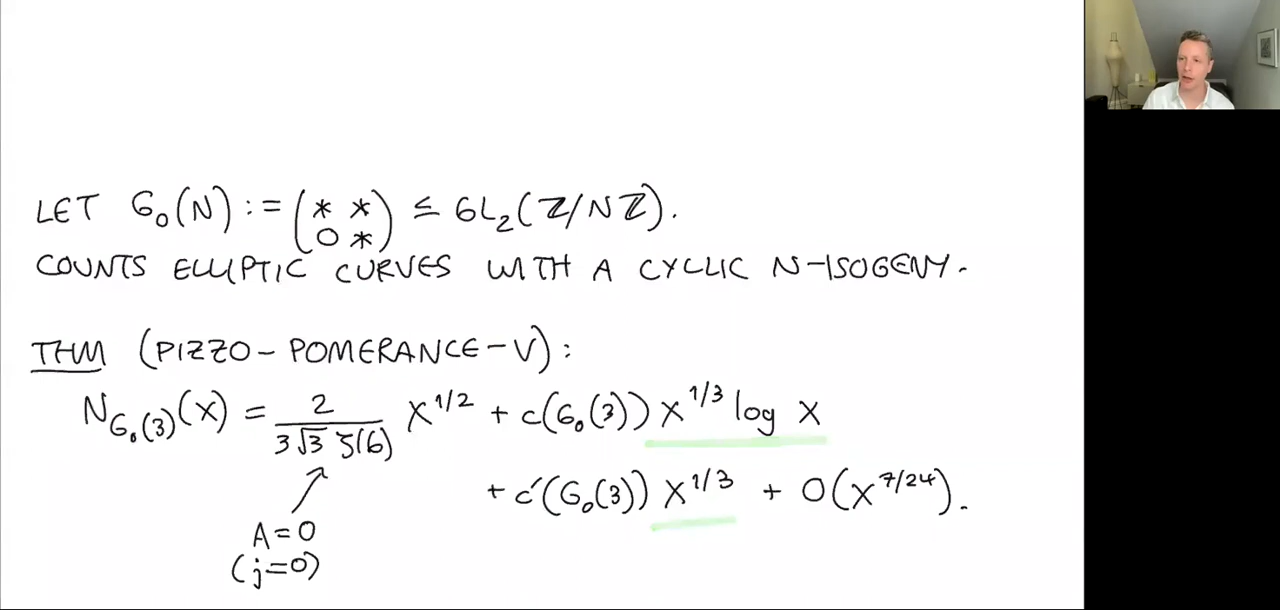 LET G₀(N) := (* * / 0 *) ≤ GL₂(ℤ/Nℤ).
COUNTS ELLIPTIC CURVES WITH A CYCLIC N-ISOGENY.
THM (PIZZO-POMERANCE-V):
N_{G₀(3)}(X) = 2/(3√3 ζ(6)) X^{1/2} + c(G₀(3)) X^{1/3} log X
+ c'(G₀(3)) X^{1/3} + O(X^{7/24}).
A=0
(j=0)